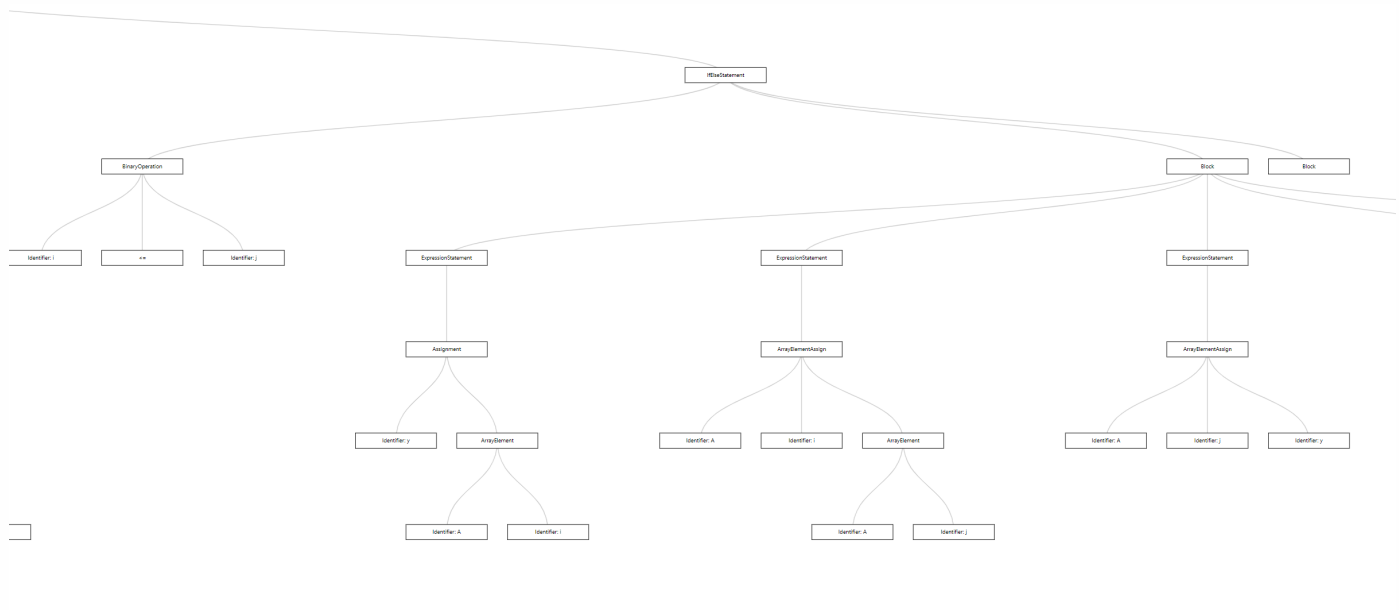 IfElseStatement
BinaryOperation
Block
Block
Identifier: i
<=
Identifier: j
ExpressionStatement
ExpressionStatement
ExpressionStatement
Assignment
ArrayElementAssign
ArrayElementAssign
Identifier: y
ArrayElement
Identifier: A
Identifier: i
ArrayElement
Identifier: A
Identifier: j
Identifier: y
Identifier: A
Identifier: i
Identifier: A
Identifier: j